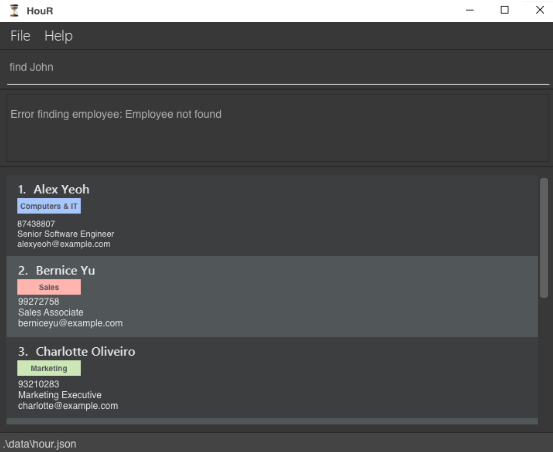 HouR
File Help
find John
Error finding employee: Employee not found
1. Alex Yeoh
Computers & IT
87438807
Senior Software Engineer
alexyeoh@example.com
2. Bernice Yu
Sales
99272758
Sales Associate
berniceyu@example.com
3. Charlotte Oliveiro
Marketing
93210283
Marketing Executive
charlotte@example.com
.\data\hour.json